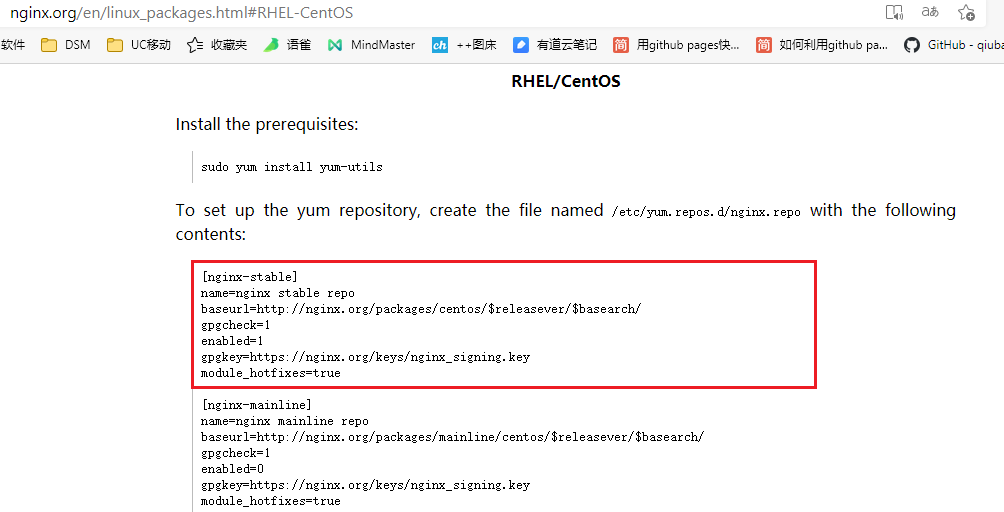 nginx.org/en/linux_packages.html#RHEL-CentOS
aあ
软件 DSM UC移动 收藏夹 语雀 MindMaster ch ++图床 有道云笔记 简 用github pages快... 简 如何利用github pa... GitHub - qiuba
RHEL/CentOS
Install the prerequisites:
sudo yum install yum-utils
To set up the yum repository, create the file named /etc/yum.repos.d/nginx.repo with the following
contents:
[nginx-stable]
name=nginx stable repo
baseurl=http://nginx.org/packages/centos/$releasever/$basearch/
gpgcheck=1
enabled=1
gpgkey=https://nginx.org/keys/nginx_signing.key
module_hotfixes=true
[nginx-mainline]
name=nginx mainline repo
baseurl=http://nginx.org/packages/mainline/centos/$releasever/$basearch/
gpgcheck=1
enabled=0
gpgkey=https://nginx.org/keys/nginx_signing.key
module_hotfixes=true